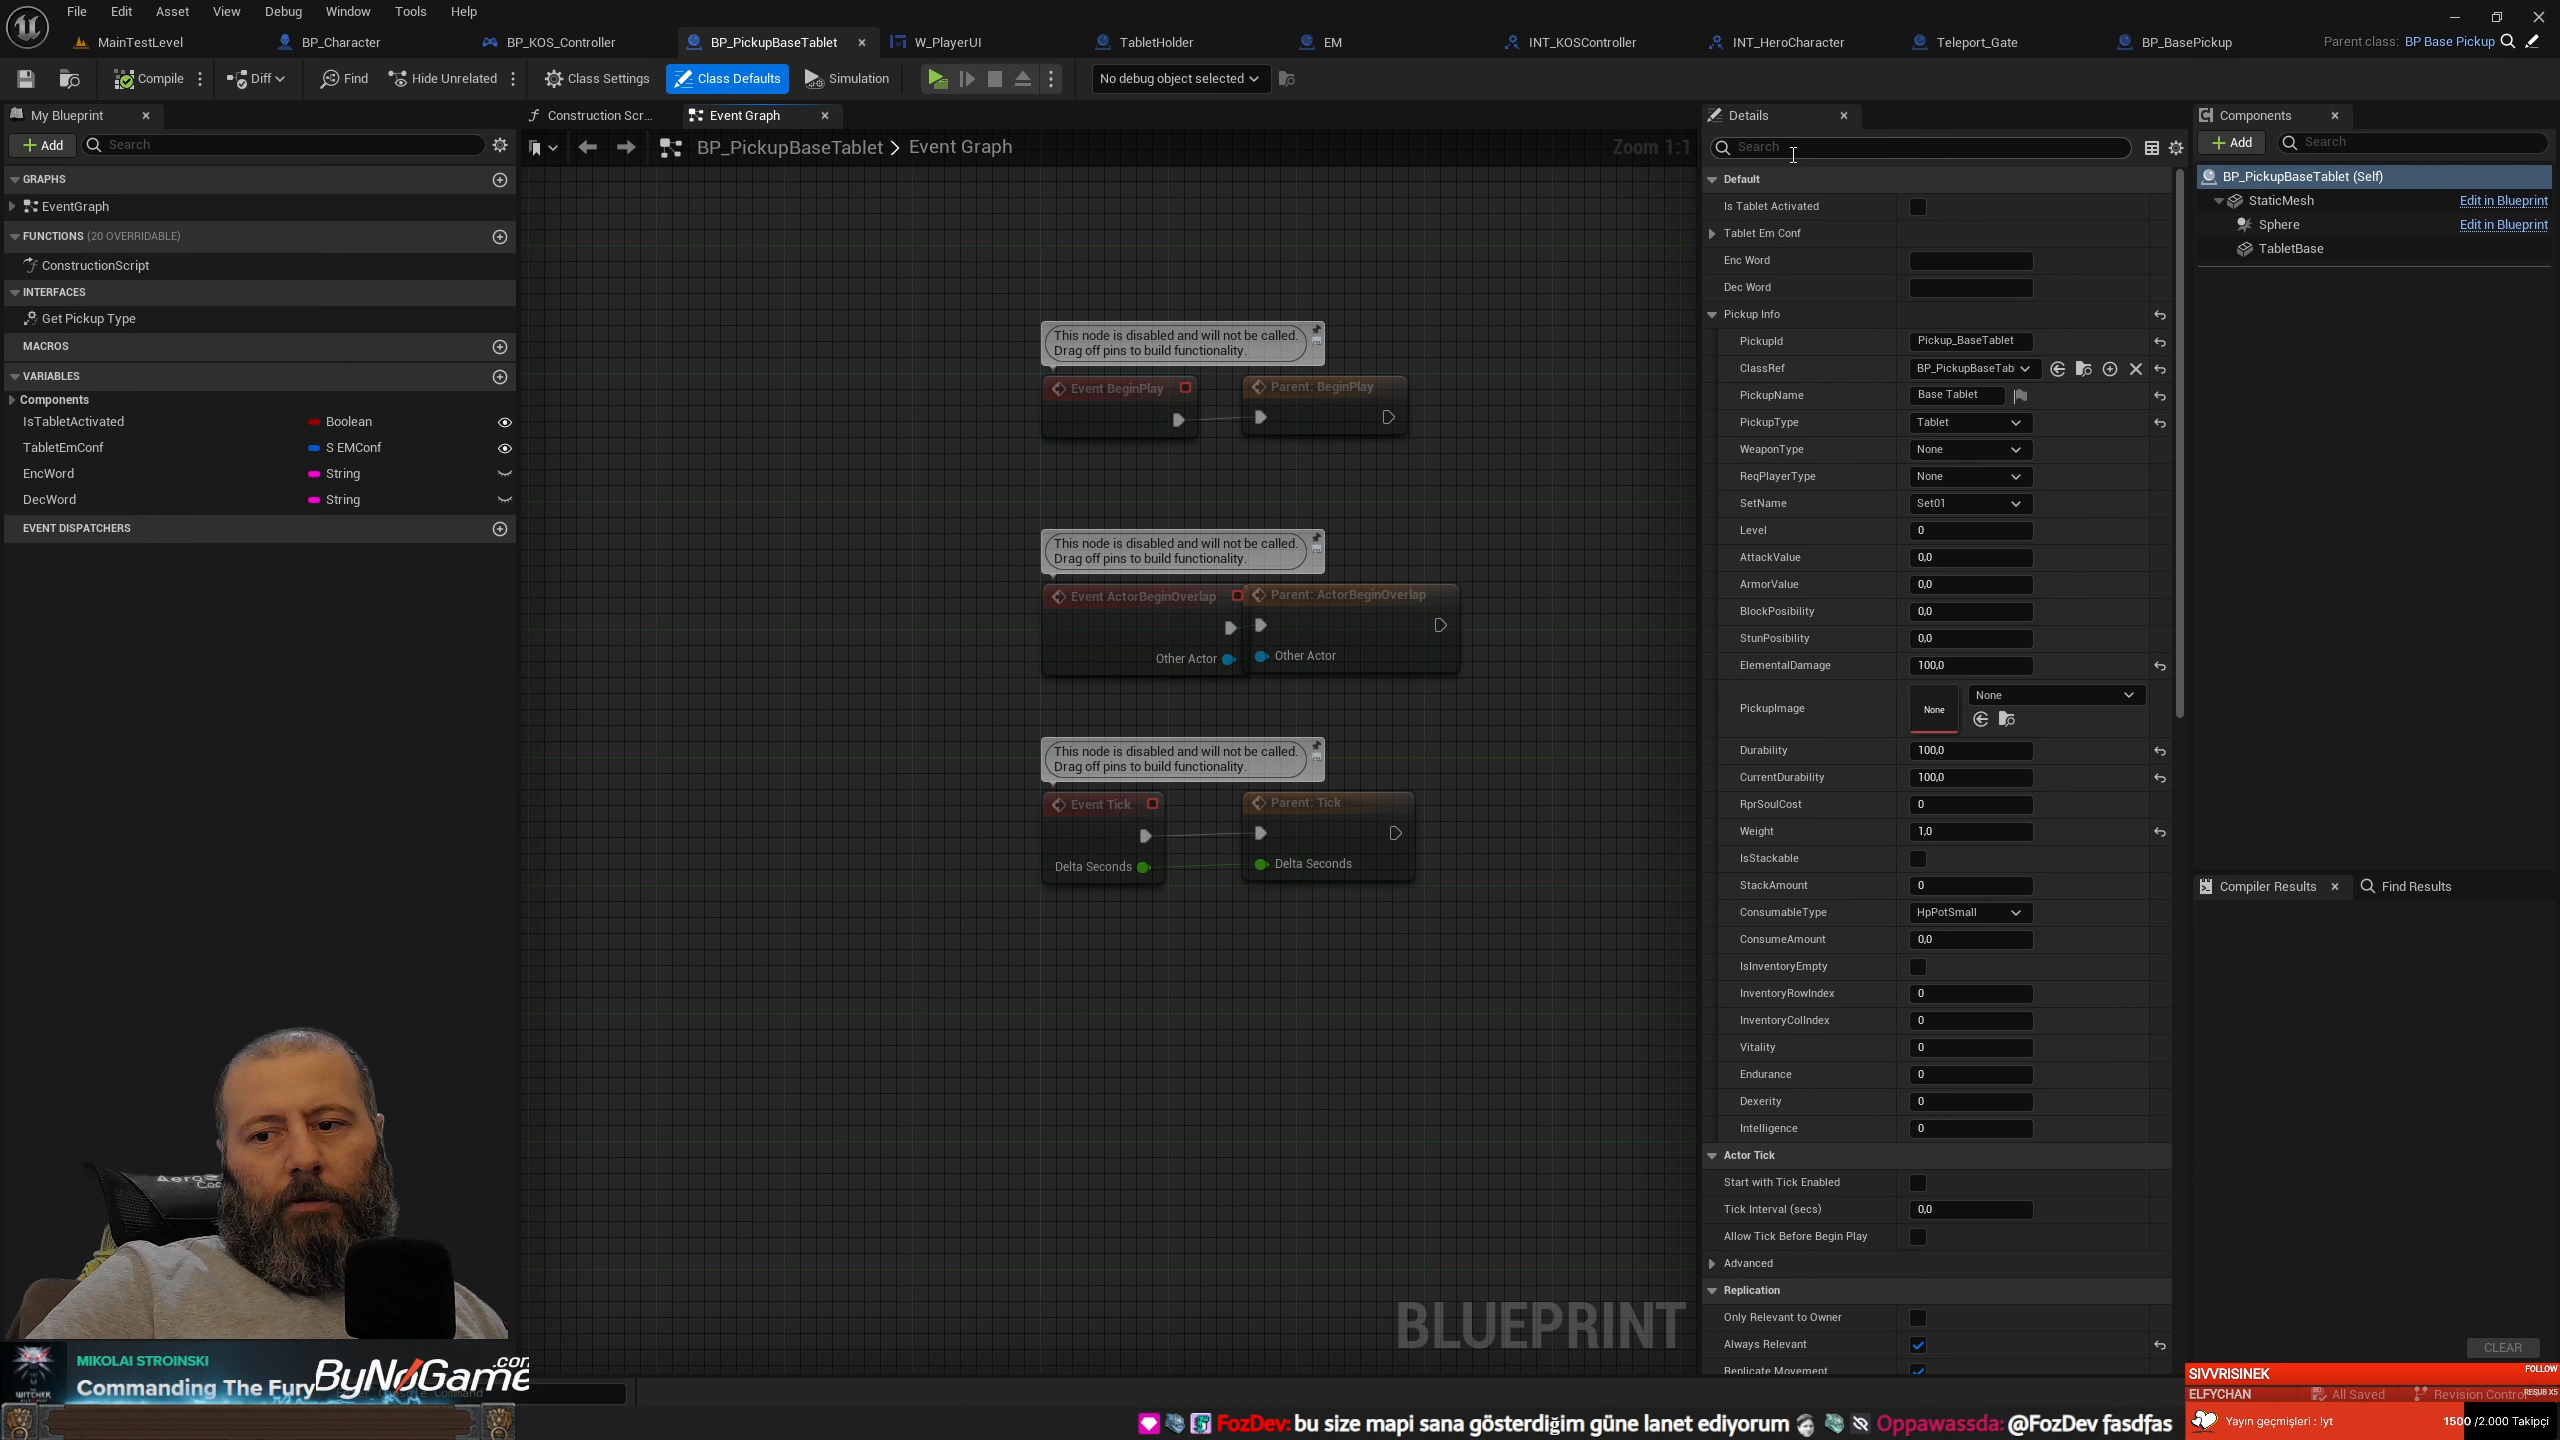 File Edit Asset View Window Debug Tools Help
MainTestLevel BP_Character BP_KOS_Controller BP_PickupBaseTablet W_PlayerUI TabletHolder EM INT_KOSController INT_HeroCharacter Teleport_Gate BP_BasePickup Parent class: BP Base Pickup
Compile Diff Find Hide Unrelated Class Settings Class Defaults Simulation No debug object selected
My Blueprint
Add Search
GRAPHS
EventGraph
FUNCTIONS (20 OVERRIDABLE)
ConstructionScript
INTERFACES
Get Pickup Type
MACROS
VARIABLES
Components
IsTabletActivated Boolean
TabletEmConf S EMConf
EncWord String
DecWord String
EVENT DISPATCHERS
Construction Scr... Event Graph
BP_PickupBaseTablet > Event Graph Zoom 1:1
This node is disabled and will not be called.
Drag off pins to build functionality.
Event BeginPlay Parent: BeginPlay
This node is disabled and will not be called.
Drag off pins to build functionality.
Event ActorBeginOverlap Parent: ActorBeginOverlap
Other Actor Other Actor
This node is disabled and will not be called.
Drag off pins to build functionality.
Event Tick Parent: Tick
Delta Seconds Delta Seconds
BLUEPRINT
Details
Search
Default
Is Tablet Activated
Tablet Em Conf
Enc Word
Dec Word
Pickup Info
PickupId Pickup_BaseTablet
ClassRef BP_PickupBaseTab
PickupName Base Tablet
PickupType Tablet
WeaponType None
ReqPlayerType None
SetName Set01
Level 0
AttackValue 0,0
ArmorValue 0,0
BlockPosibility 0,0
StunPosibility 0,0
ElementalDamage 100,0
PickupImage None None
Durability 100,0
CurrentDurability 100,0
RprSoulCost 0
Weight 1,0
IsStackable
StackAmount 0
ConsumableType HpPotSmall
ConsumeAmount 0,0
IsInventoryEmpty
InventoryRowIndex 0
InventoryColIndex 0
Vitality 0
Endurance 0
Dexerity 0
Intelligence 0
Actor Tick
Start with Tick Enabled
Tick Interval (secs) 0,0
Allow Tick Before Begin Play
Advanced
Replication
Only Relevant to Owner
Always Relevant
Replicate Movement
Components
Add Search
BP_PickupBaseTablet (Self)
StaticMesh Edit in Blueprint
Sphere Edit in Blueprint
TabletBase
Compiler Results Find Results
CLEAR
SIVVRISINEK FOLLOW
ELFYCHAN RESUB X5
All Saved Revision Contro
Yayın geçmişleri : !yt 1500 /2.000 Takipçi
MIKOLAI STROINSKI
Commanding The Fury
ByNoGame.com
FozDev: bu size mapi sana gösterdiğim güne lanet ediyorum Oppawassda: @FozDev fasdfas